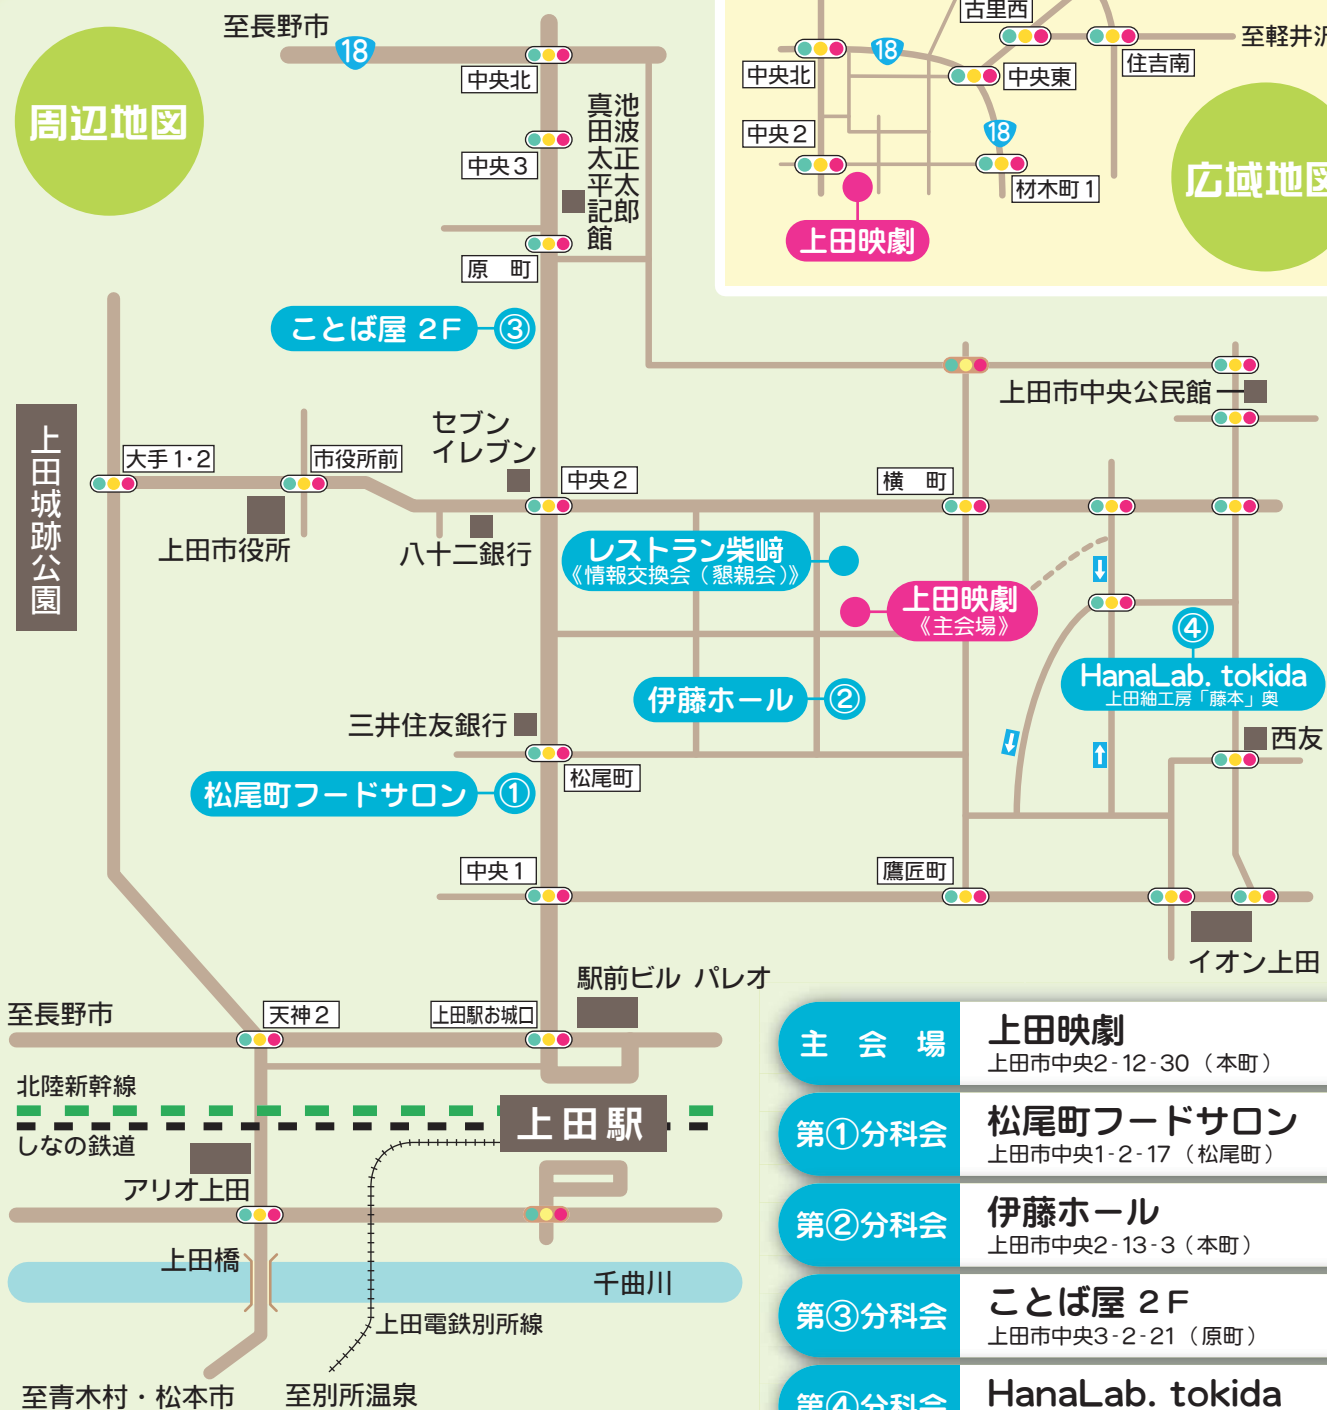 周辺地図
至長野市
18
中央北
中央3
池波正太郎
真田太平記館
原　町
ことば屋 2F ③
古里西
至軽井沢
住吉南
中央北
18
中央東
中央2
18
材木町1
上田映劇
広域地図
上田市中央公民館
セブン
イレブン
大手1・2
市役所前
中央2
横　町
上田城跡公園
上田市役所
八十二銀行
レストラン柴﨑
《情報交換会（懇親会）》
上田映劇
《主会場》
④
HanaLab. tokida
上田紬工房「藤本」奥
伊藤ホール ②
三井住友銀行
松尾町
西友
松尾町フードサロン ①
中央1
鷹匠町
イオン上田
駅前ビル パレオ
至長野市
天神2
上田駅お城口
北陸新幹線
しなの鉄道
上田駅
アリオ上田
上田橋
千曲川
上田電鉄別所線
至青木村・松本市
至別所温泉
主　会　場
上田映劇
上田市中央2-12-30（本町）
第①分科会
松尾町フードサロン
上田市中央1-2-17（松尾町）
第②分科会
伊藤ホール
上田市中央2-13-3（本町）
第③分科会
ことば屋 2F
上田市中央3-2-21（原町）
第④分科会
HanaLab. tokida